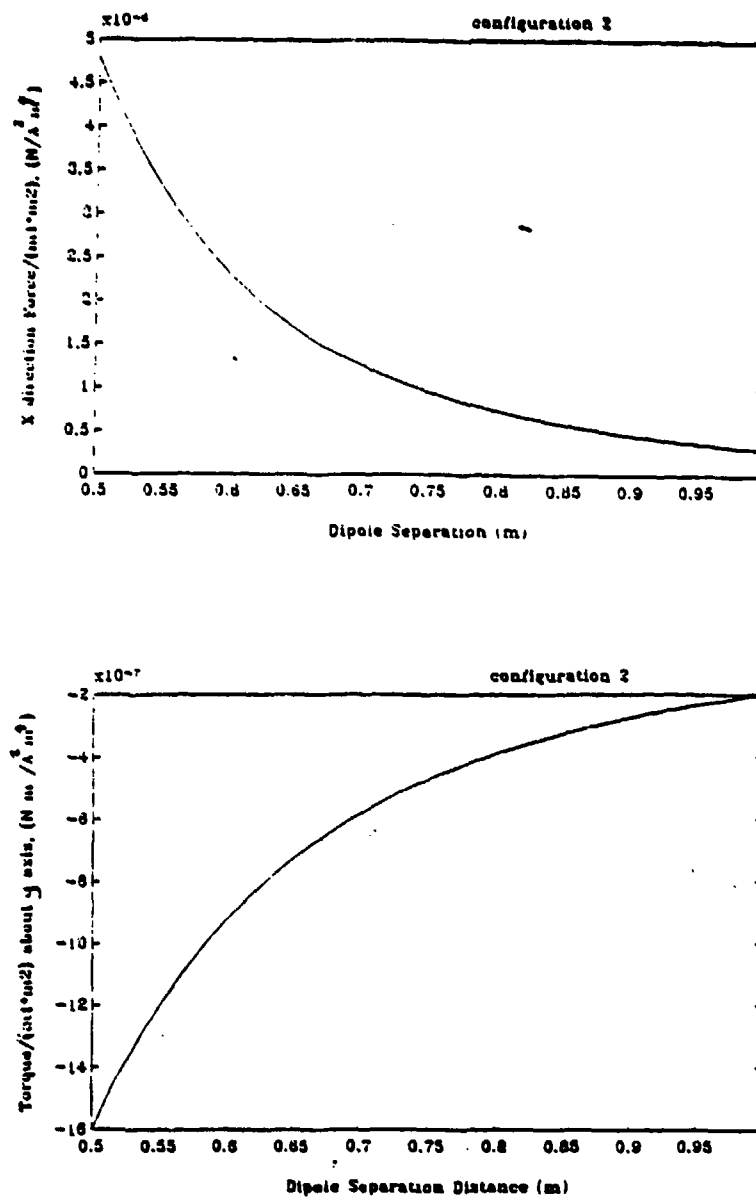 x10⁻⁶ configuration 2
X direction Force/(m1*m2), (N/A² m⁴)
5
4.5
4
3.5
3
2.5
2
1.5
1
0.5
0
0.5 0.55 0.6 0.65 0.7 0.75 0.8 0.85 0.9 0.95
Dipole Separation (m)
x10⁻⁷ configuration 2
Torque/(m1*m2) about y axis, (N m /A² m⁴)
-2
-4
-6
-8
-10
-12
-14
-16
0.5 0.55 0.6 0.65 0.7 0.75 0.8 0.85 0.9 0.95
Dipole Separation Distance (m)